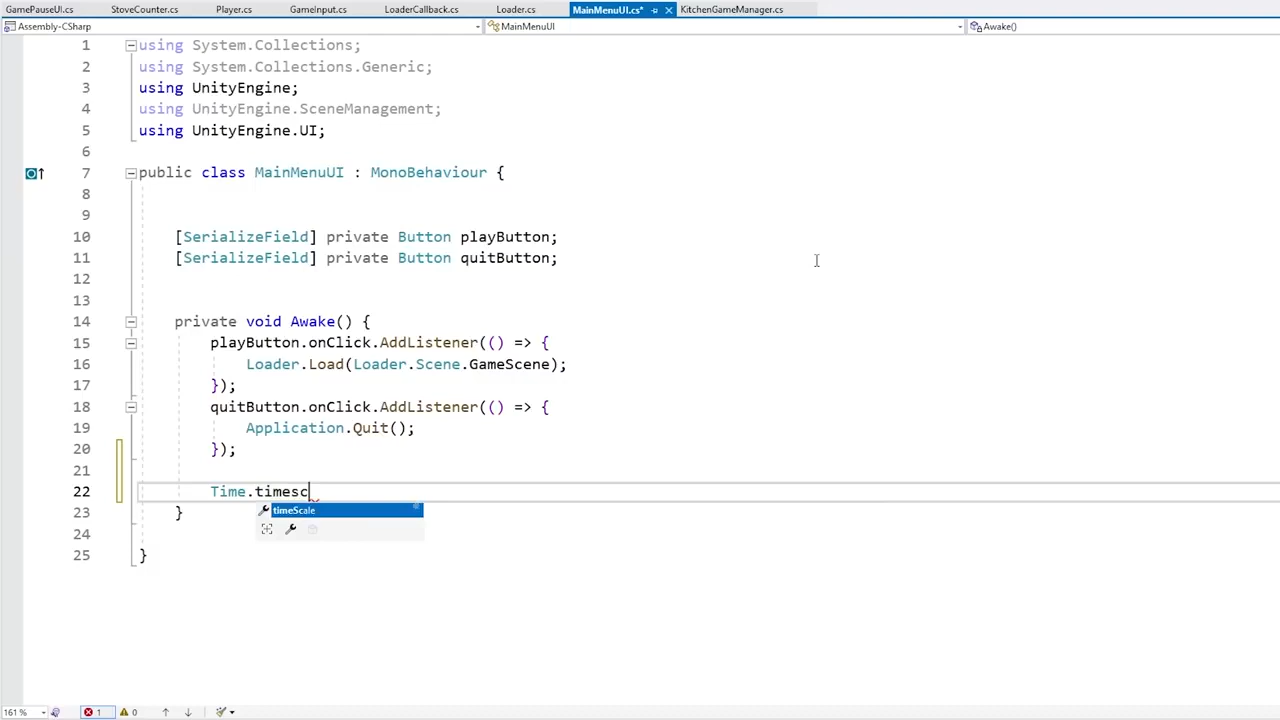 GamePauseUI.cs StoveCounter.cs Player.cs GameInput.cs LoaderCallback.cs Loader.cs MainMenuUI.cs* KitchenGameManager.cs
Assembly-CSharp MainMenuUI Awake()
1 using System.Collections;
2 using System.Collections.Generic;
3 using UnityEngine;
4 using UnityEngine.SceneManagement;
5 using UnityEngine.UI;
6
7 public class MainMenuUI : MonoBehaviour {
8
9
10 [SerializeField] private Button playButton;
11 [SerializeField] private Button quitButton;
12
13
14 private void Awake() {
15 playButton.onClick.AddListener(() => {
16 Loader.Load(Loader.Scene.GameScene);
17 });
18 quitButton.onClick.AddListener(() => {
19 Application.Quit();
20 });
21
22 Time.timesc
timeScale
23 }
24
25 }
161 % 1 0